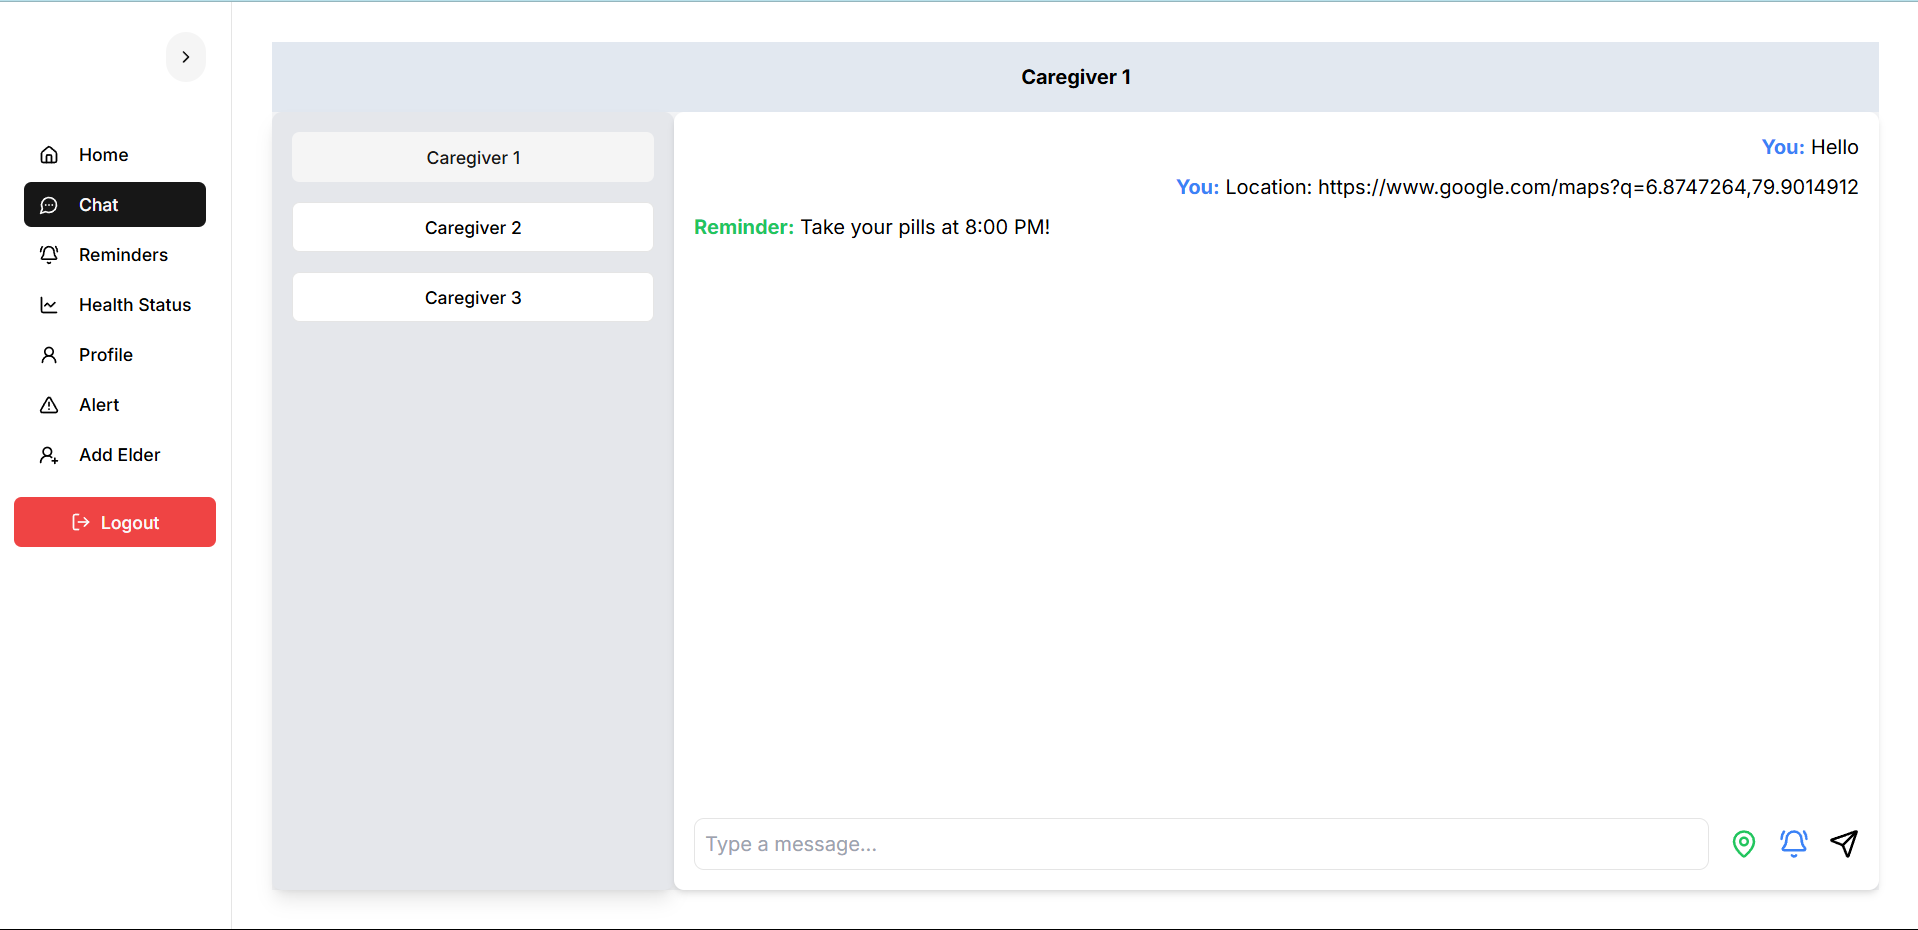 Home
Chat
Reminders
Health Status
Profile
Alert
Add Elder
Logout
Caregiver 1
Caregiver 1
Caregiver 2
Caregiver 3
You: Hello
You: Location: https://www.google.com/maps?q=6.8747264,79.9014912
Reminder: Take your pills at 8:00 PM!
Type a message...